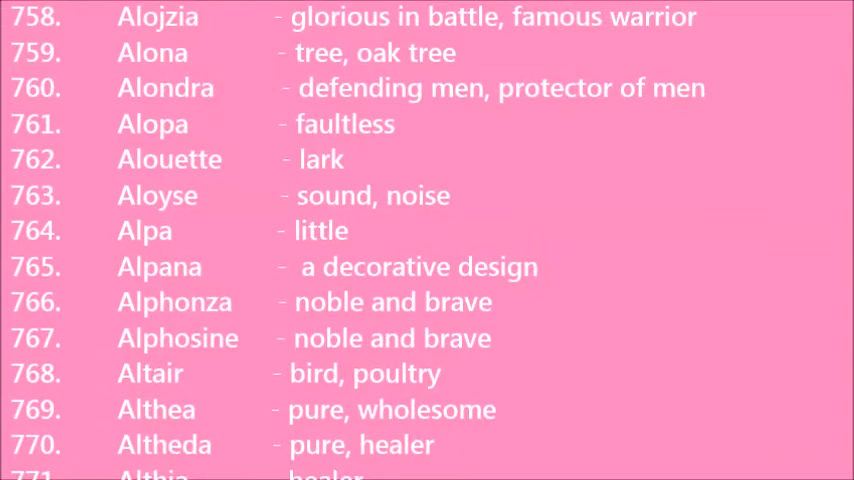 758. Alojzia - glorious in battle, famous warrior
759. Alona - tree, oak tree
760. Alondra - defending men, protector of men
761. Alopa - faultless
762. Alouette - lark
763. Aloyse - sound, noise
764. Alpa - little
765. Alpana - a decorative design
766. Alphonza - noble and brave
767. Alphosine - noble and brave
768. Altair - bird, poultry
769. Althea - pure, wholesome
770. Altheda - pure, healer
771. Althia - healer